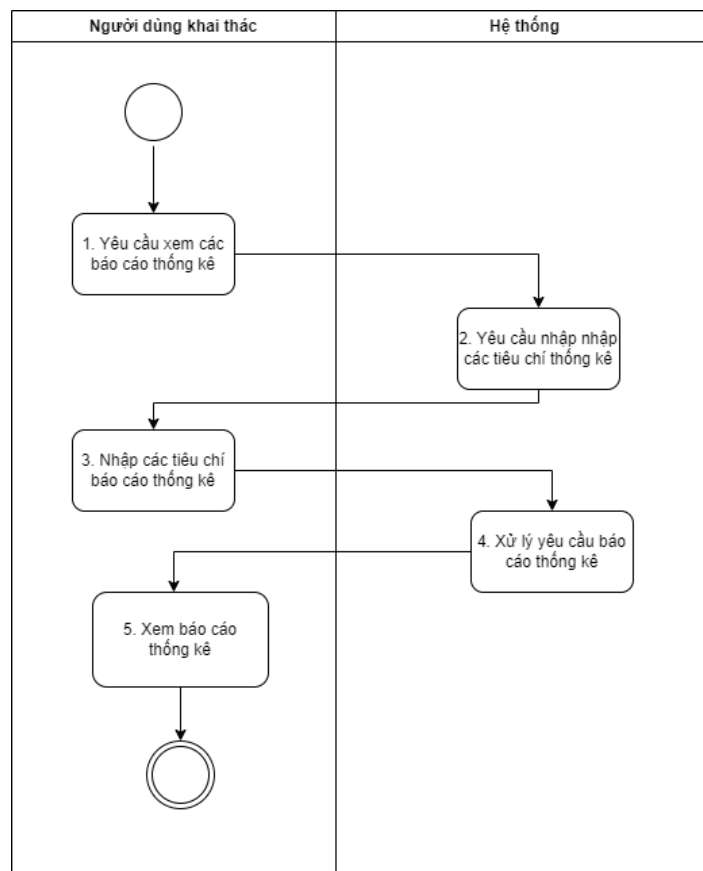 Người dùng khai thác
Hệ thống
1. Yêu cầu xem các
báo cáo thống kê
2. Yêu cầu nhập nhập
các tiêu chí thống kê
3. Nhập các tiêu chí
báo cáo thống kê
4. Xử lý yêu cầu báo
cáo thống kê
5. Xem báo cáo
thống kê